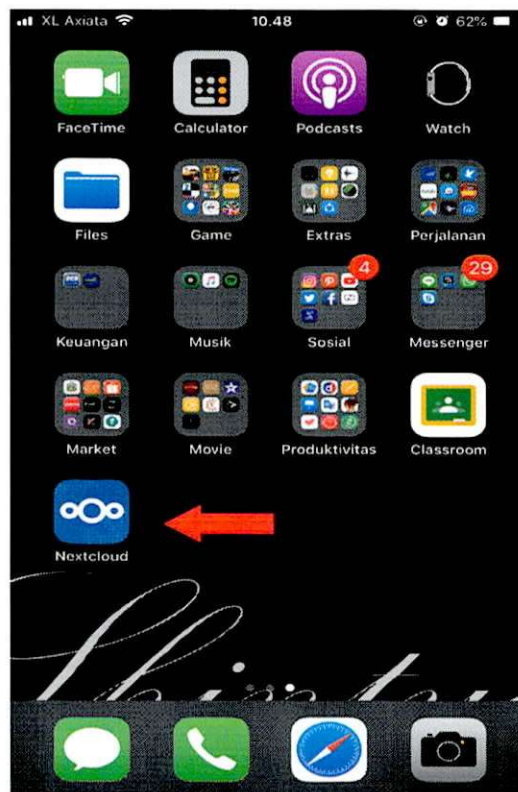 XL Axiata 10.48 62%
FaceTime Calculator Podcasts Watch
Files Game Extras Perjalanan
4 29
Keuangan Musik Sosial Messenger
Market Movie Produktivitas Classroom
Nextcloud